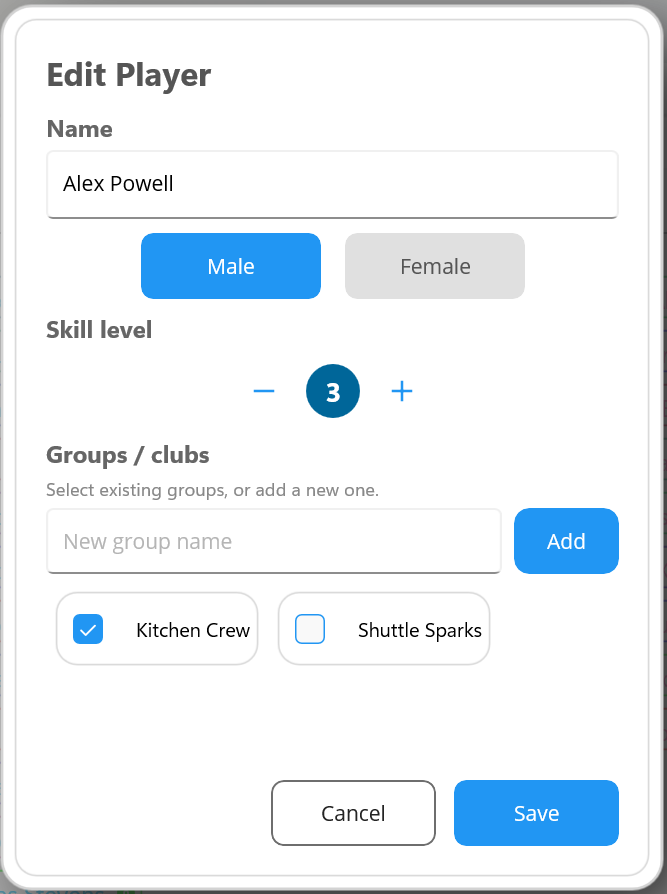 Edit Player
Name
Alex Powell
Male Female
Skill level
− 3 +
Groups / clubs
Select existing groups, or add a new one.
New group name Add
Kitchen Crew Shuttle Sparks
Cancel Save